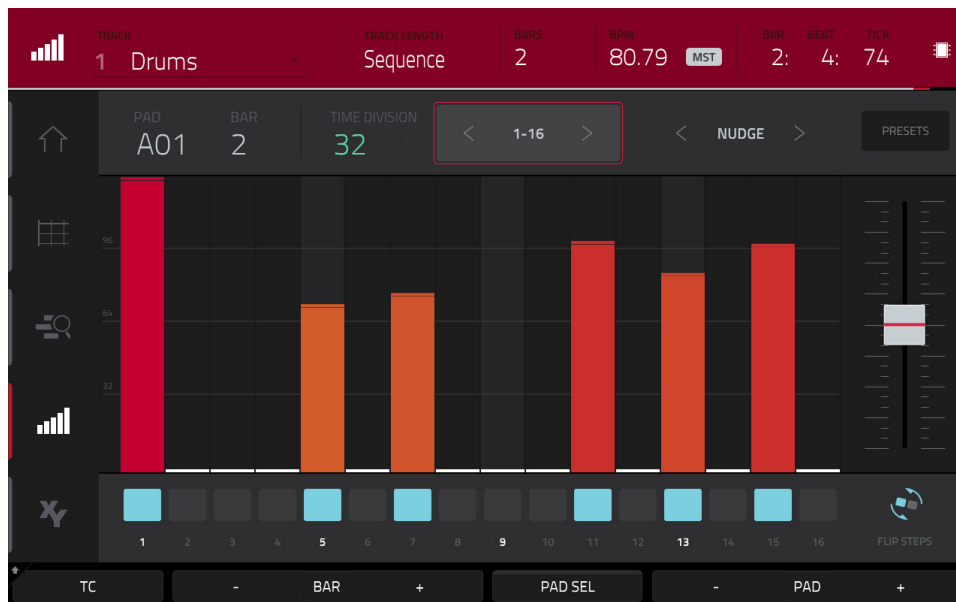 TRACK TRACK LENGTH BARS BPM BAR BEAT TICK
1 Drums Sequence 2 80.79 MST 2: 4: 74
PAD BAR TIME DIVISION
A01 2 32 < 1-16 > < NUDGE > PRESETS
96
64
32
XY
1 2 3 4 5 6 7 8 9 10 11 12 13 14 15 16 FLIP STEPS
TC - BAR + PAD SEL - PAD +